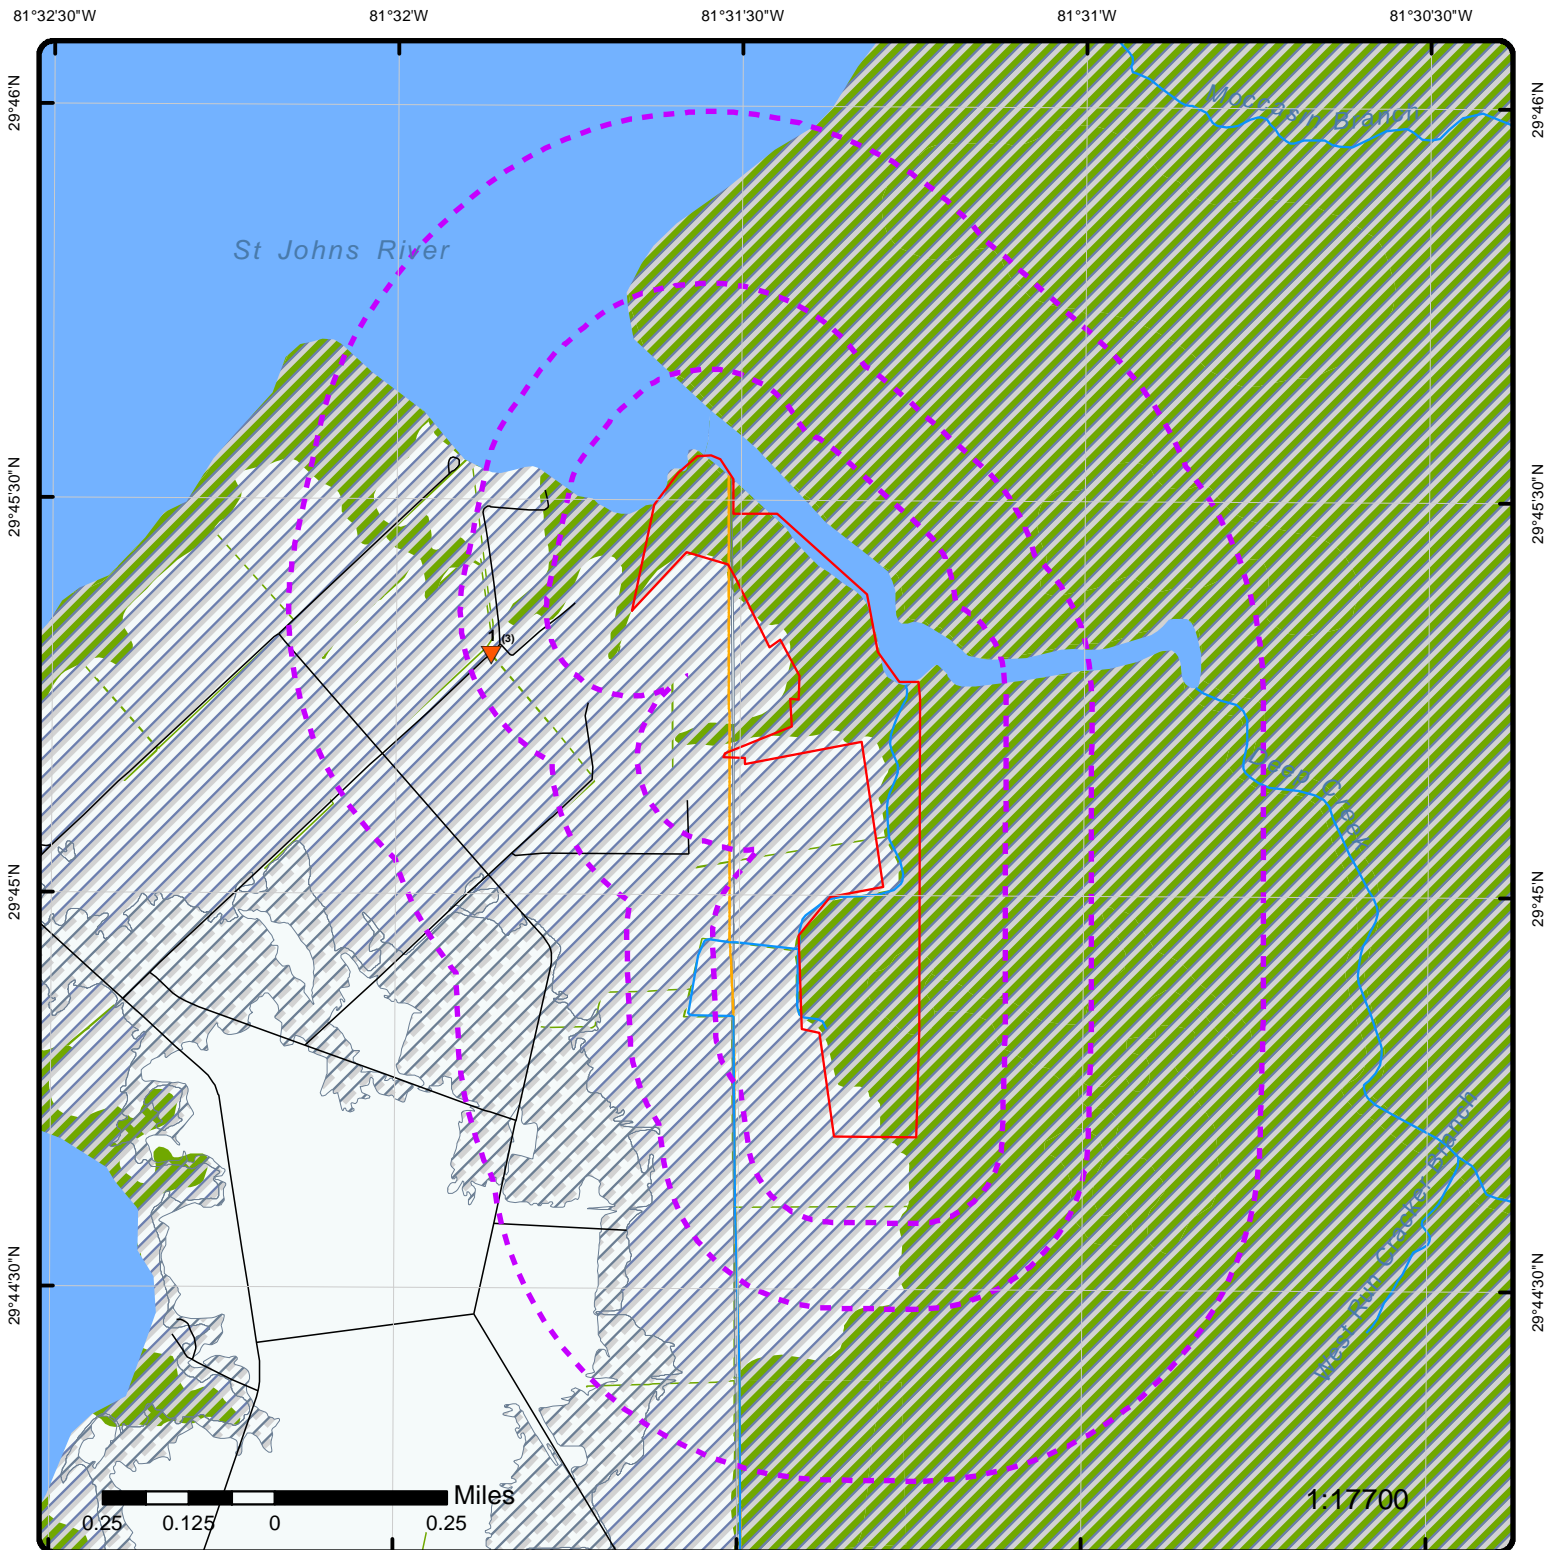 81°32'30"W 81°32'W 81°31'30"W 81°31'W 81°30'30"W
29°46'N
29°46'N
Moccasin Branch
St Johns River
29°45'30"N
29°45'30"N
1
(3)
Deep Creek
29°45'N
29°45'N
West Run Cracker Branch
29°44'30"N
29°44'30"N
Miles
0.25 0.125 0 0.25
1:17700